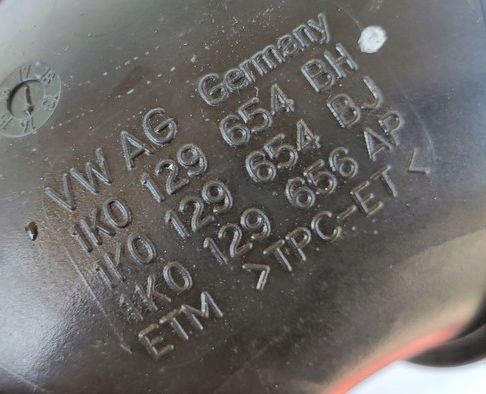 VW AG Germany
1K0 129 654 BH
1K0 129 654 BJ
1K0 129 656 AP
ETM >TPC-ET<